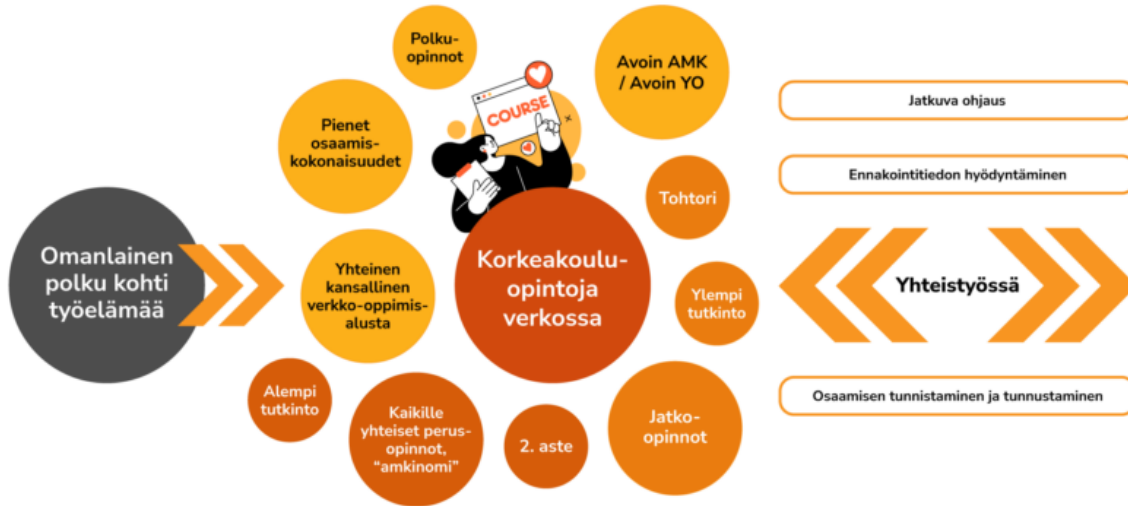 Omanlainen
polku kohti
työelämää
Polku-
opinnot
Pienet
osaamis-
kokonaisuudet
Yhteinen
kansallinen
verkko-oppimis-
alusta
Alempi
tutkinto
Kaikille
yhteiset perus-
opinnot,
“amkinomi”
2. aste
COURSE
Korkeakoulu-
opintoja
verkossa
Avoin AMK
/ Avoin YO
Tohtori
Ylempi
tutkinto
Jatko-
opinnot
Jatkuva ohjaus
Ennakointitiedon hyödyntäminen
Yhteistyössä
Osaamisen tunnistaminen ja tunnustaminen